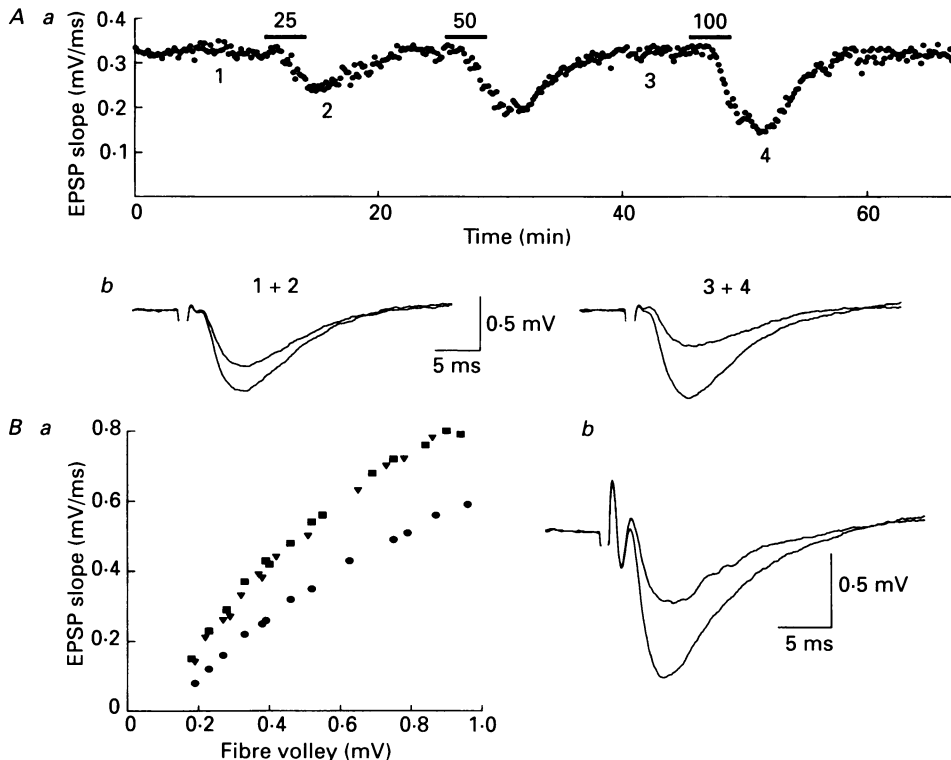 A a
25 50 100
0·4
0·3
0·2
0·1
EPSP slope (mV/ms)
1 2 3 4
0 20 40 60
Time (min)
b
1 + 2
0·5 mV
5 ms
3 + 4
B a
0·8
0·6
0·4
0·2
0
EPSP slope (mV/ms)
0 0·2 0·4 0·6 0·8 1·0
Fibre volley (mV)
b
0·5 mV
5 ms